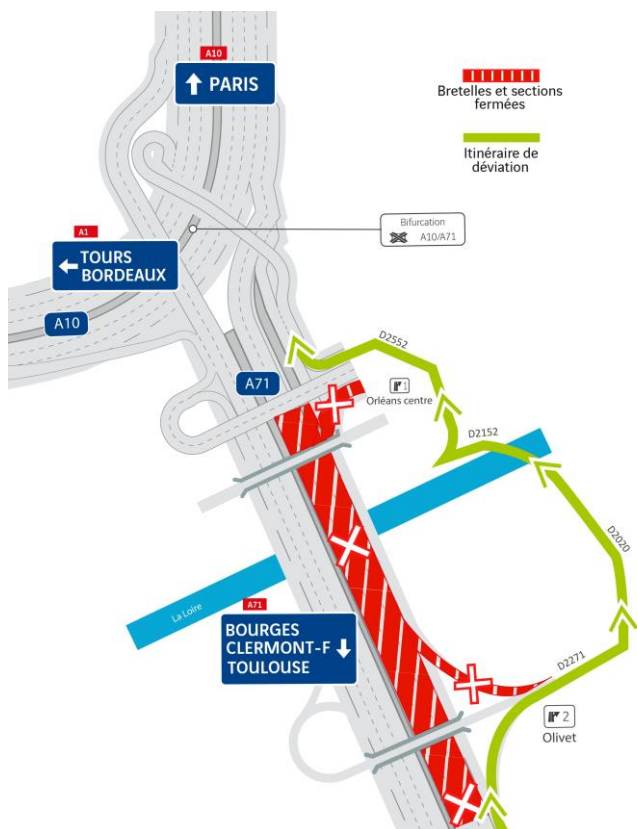 A10
PARIS
Bretelles et sections
fermées
Itinéraire de
déviation
Bifurcation
A10/A71
A1
TOURS
BORDEAUX
A10
D2552
A71
1
Orléans centre
D2152
D2020
La Loire
A71
BOURGES
CLERMONT-F
TOULOUSE
D2271
2
Olivet